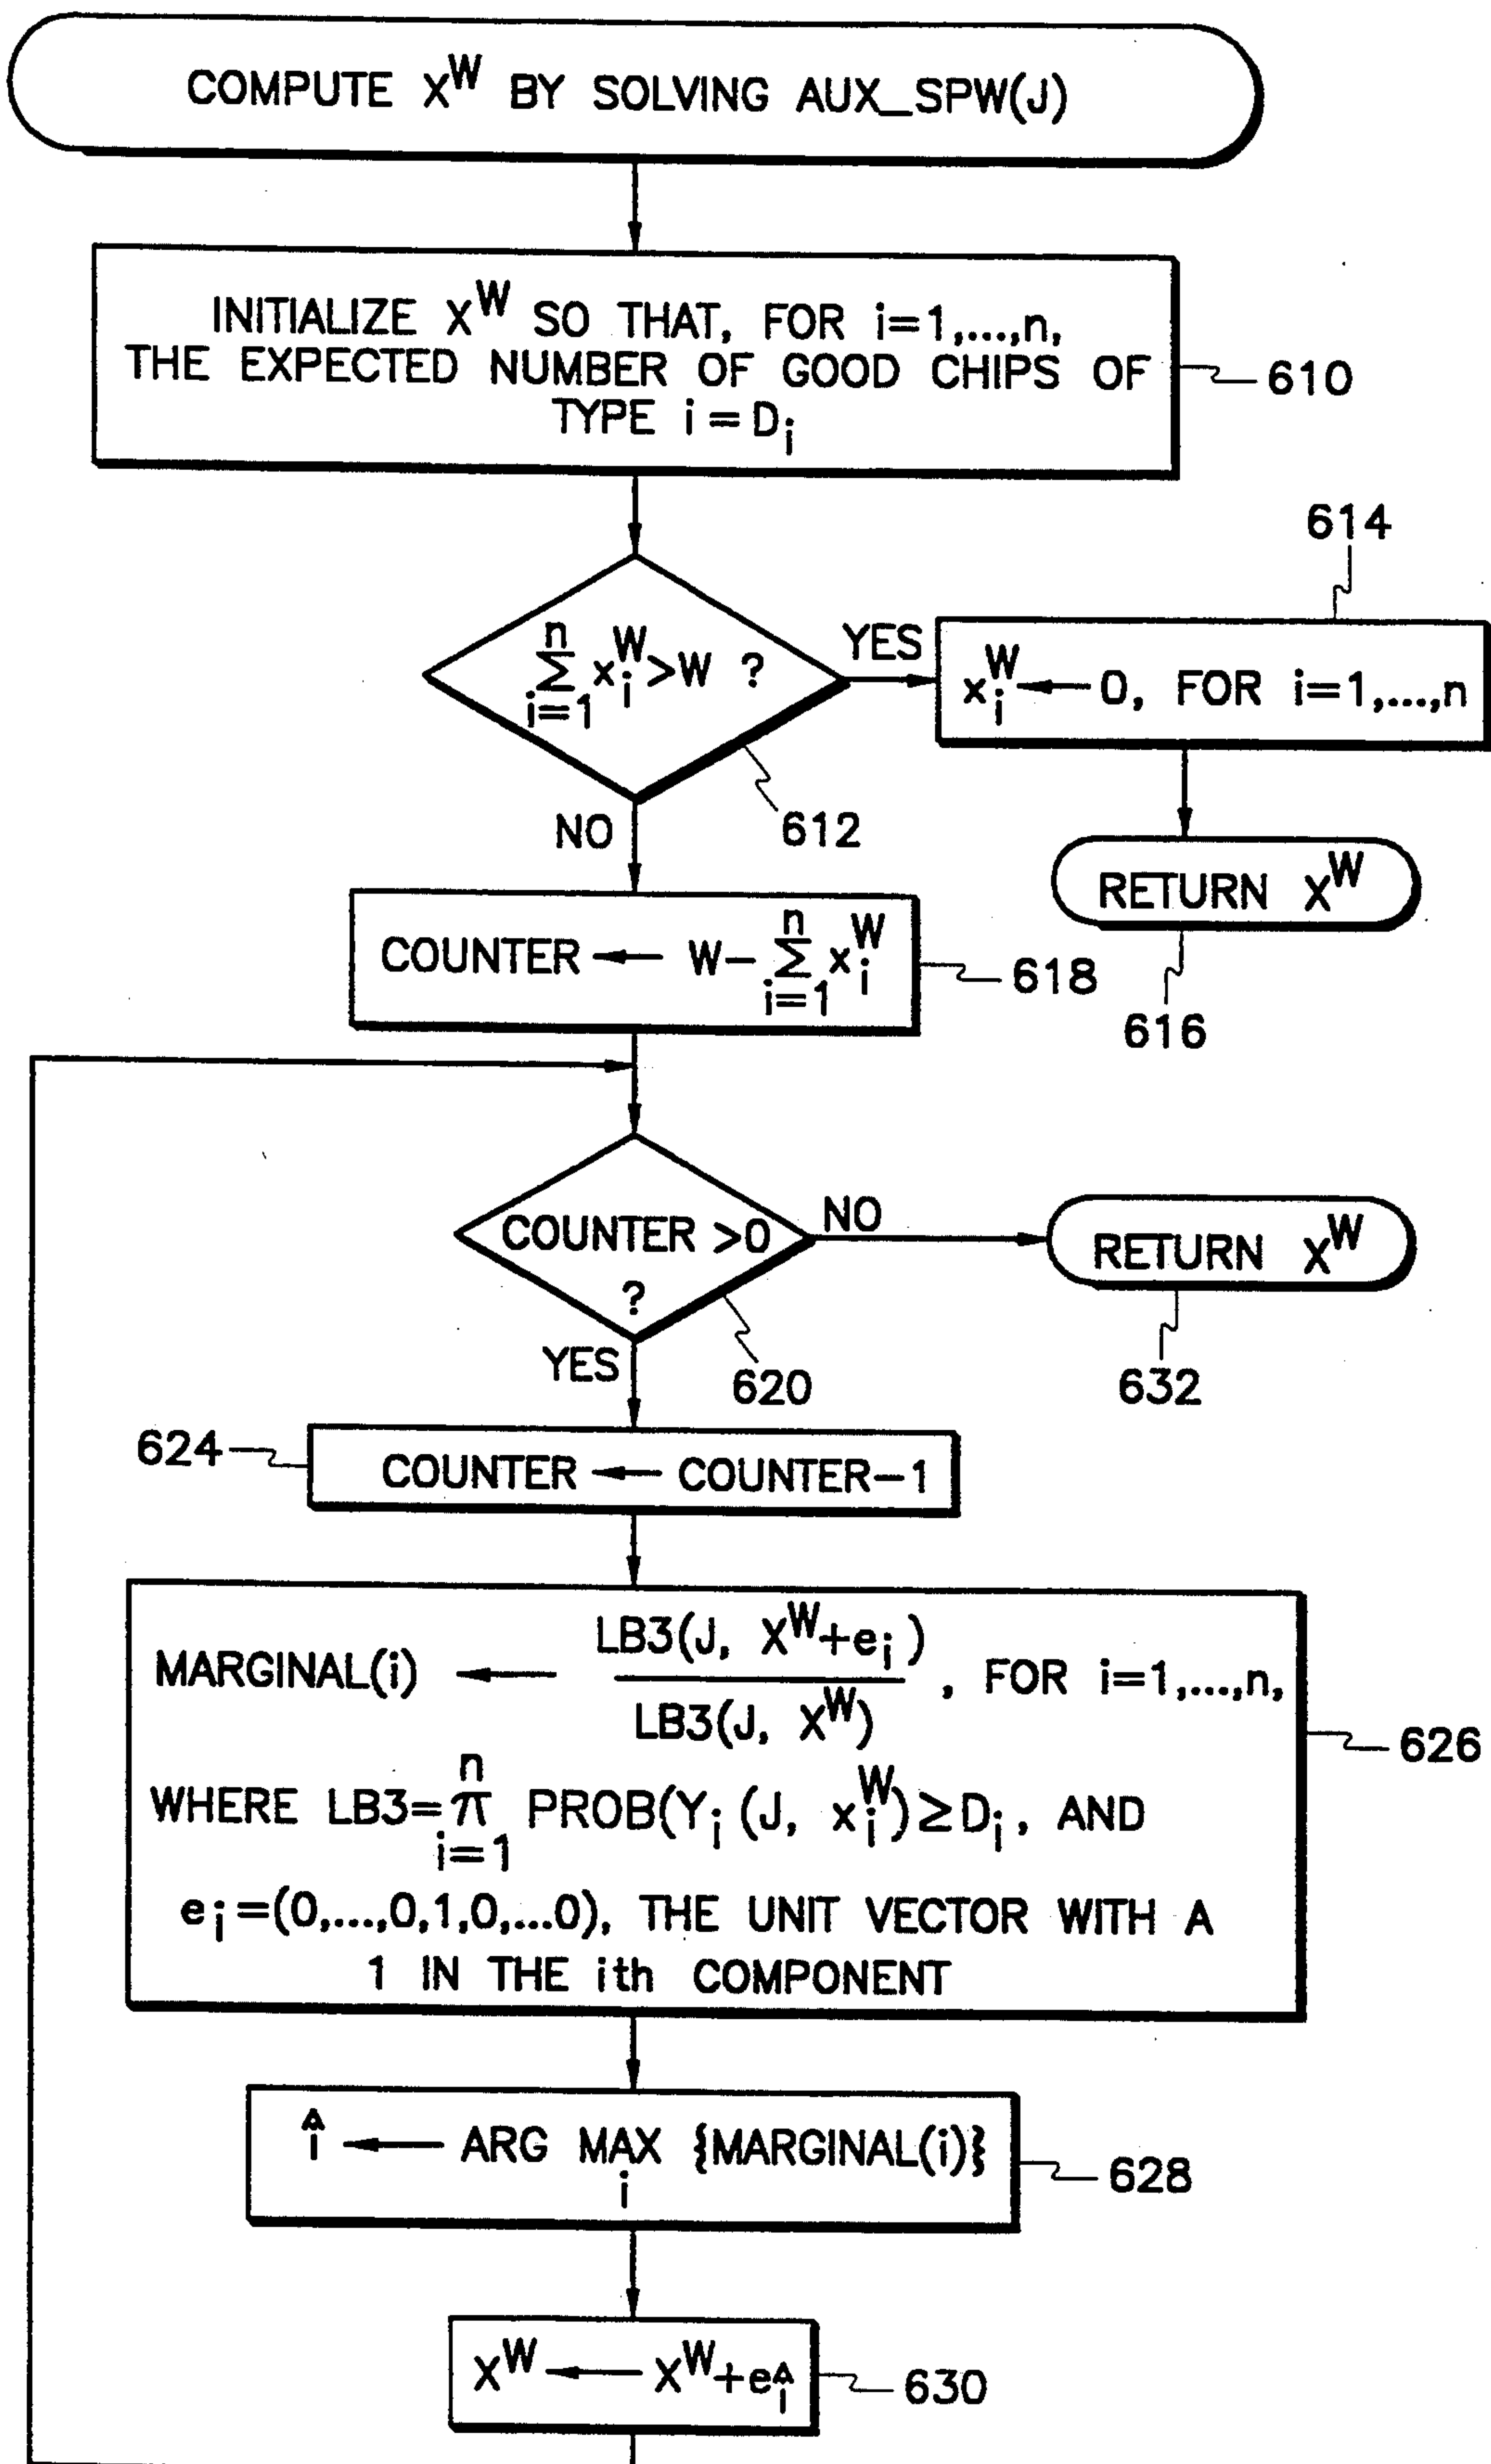 COMPUTE X^W BY SOLVING AUX_SPW(J)
INITIALIZE X^W SO THAT, FOR i=1,...,n,
THE EXPECTED NUMBER OF GOOD CHIPS OF
TYPE i = D_i
610
n
Σ x_i^W > W ?
i=1
YES
612
NO
614
x_i^W ← 0, FOR i=1,...,n
RETURN X^W
616
n
COUNTER ← W − Σ x_i^W
i=1
618
COUNTER >0
?
NO
RETURN X^W
632
620
YES
624
COUNTER ← COUNTER−1
LB3(J, X^W+e_i)
MARGINAL(i) ← ————, FOR i=1,...,n,
LB3(J, X^W)
626
n
WHERE LB3= π PROB(Y_i (J, x_i^W) ≥ D_i, AND
i=1
e_i =(0,...,0,1,0,...0), THE UNIT VECTOR WITH A
1 IN THE ith COMPONENT
î ← ARG MAX {MARGINAL(i)}
i
628
X^W ← X^W+e_î
630